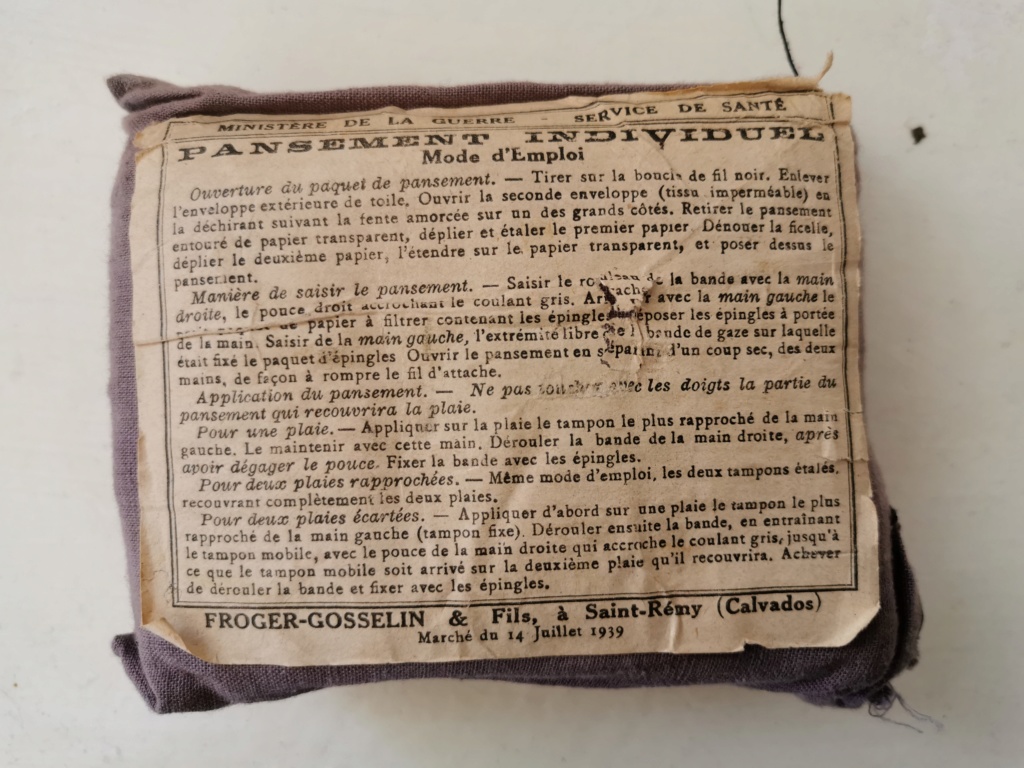 MINISTÈRE DE LA GUERRE - SERVICE DE SANTÉ
PANSEMENT INDIVIDUEL
Mode d'Emploi
Ouverture du paquet de pansement. — Tirer sur la boucle de fil noir. Enlever
l'enveloppe extérieure de toile. Ouvrir la seconde enveloppe (tissu imperméable) en
la déchirant suivant la fente amorcée sur un des grands côtés. Retirer le pansement
entouré de papier transparent, déplier et étaler le premier papier. Dénouer la ficelle,
déplier le deuxième papier, l'étendre sur le papier transparent, et poser dessus le
pansement.
Manière de saisir le pansement. — Saisir le rouleau de la bande avec la main
droite, le pouce droit accrochant le coulant gris. avec la main gauche le
de papier à filtrer contenant les épingles déposer les épingles à portée
de la main. Saisir de la main gauche, l'extrémité libre de la bande de gaze sur laquelle
était fixé le paquet d'épingles Ouvrir le pansement en séparant d'un coup sec, des deux
mains, de façon à rompre le fil d'attache.
Application du pansement. — Ne pas toucher avec les doigts la partie du
pansement qui recouvrira la plaie.
Pour une plaie. — Appliquer sur la plaie le tampon le plus rapproché de la main
gauche. Le maintenir avec cette main. Dérouler la bande de la main droite, après
avoir dégager le pouce. Fixer la bande avec les épingles.
Pour deux plaies rapprochées. — Même mode d'emploi, les deux tampons étalés,
recouvrant complètement les deux plaies.
Pour deux plaies écartées. — Appliquer d'abord sur une plaie le tampon le plus
rapproché de la main gauche (tampon fixe). Dérouler ensuite la bande, en entraînant
le tampon mobile, avec le pouce de la main droite qui accroche le coulant gris, jusqu'à
ce que le tampon mobile soit arrivé sur la deuxième plaie qu'il recouvrira. Achever
de dérouler la bande et fixer avec les épingles.
FROGER-GOSSELIN & Fils, à Saint-Rémy (Calvados)
Marché du 14 Juillet 1939